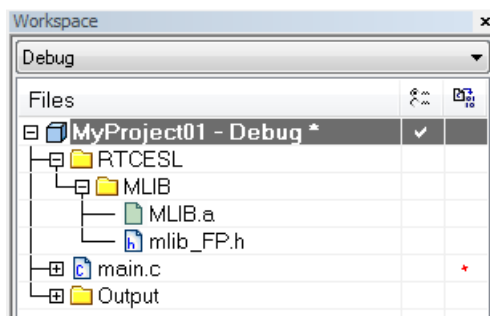 Workspace
Debug
Files
MyProject01 - Debug *
RTCESL
MLIB
MLIB.a
mlib_FP.h
main.c
Output